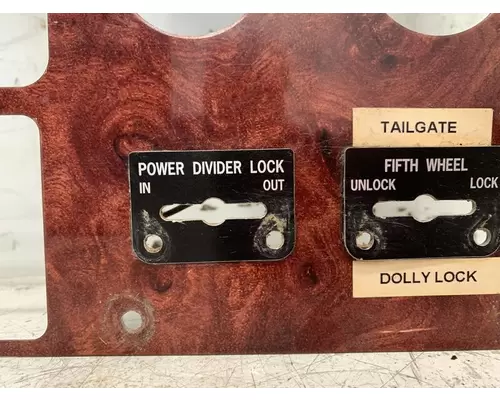 POWER DIVIDER LOCK
IN OUT
TAILGATE
FIFTH WHEEL
UNLOCK LOCK
DOLLY LOCK